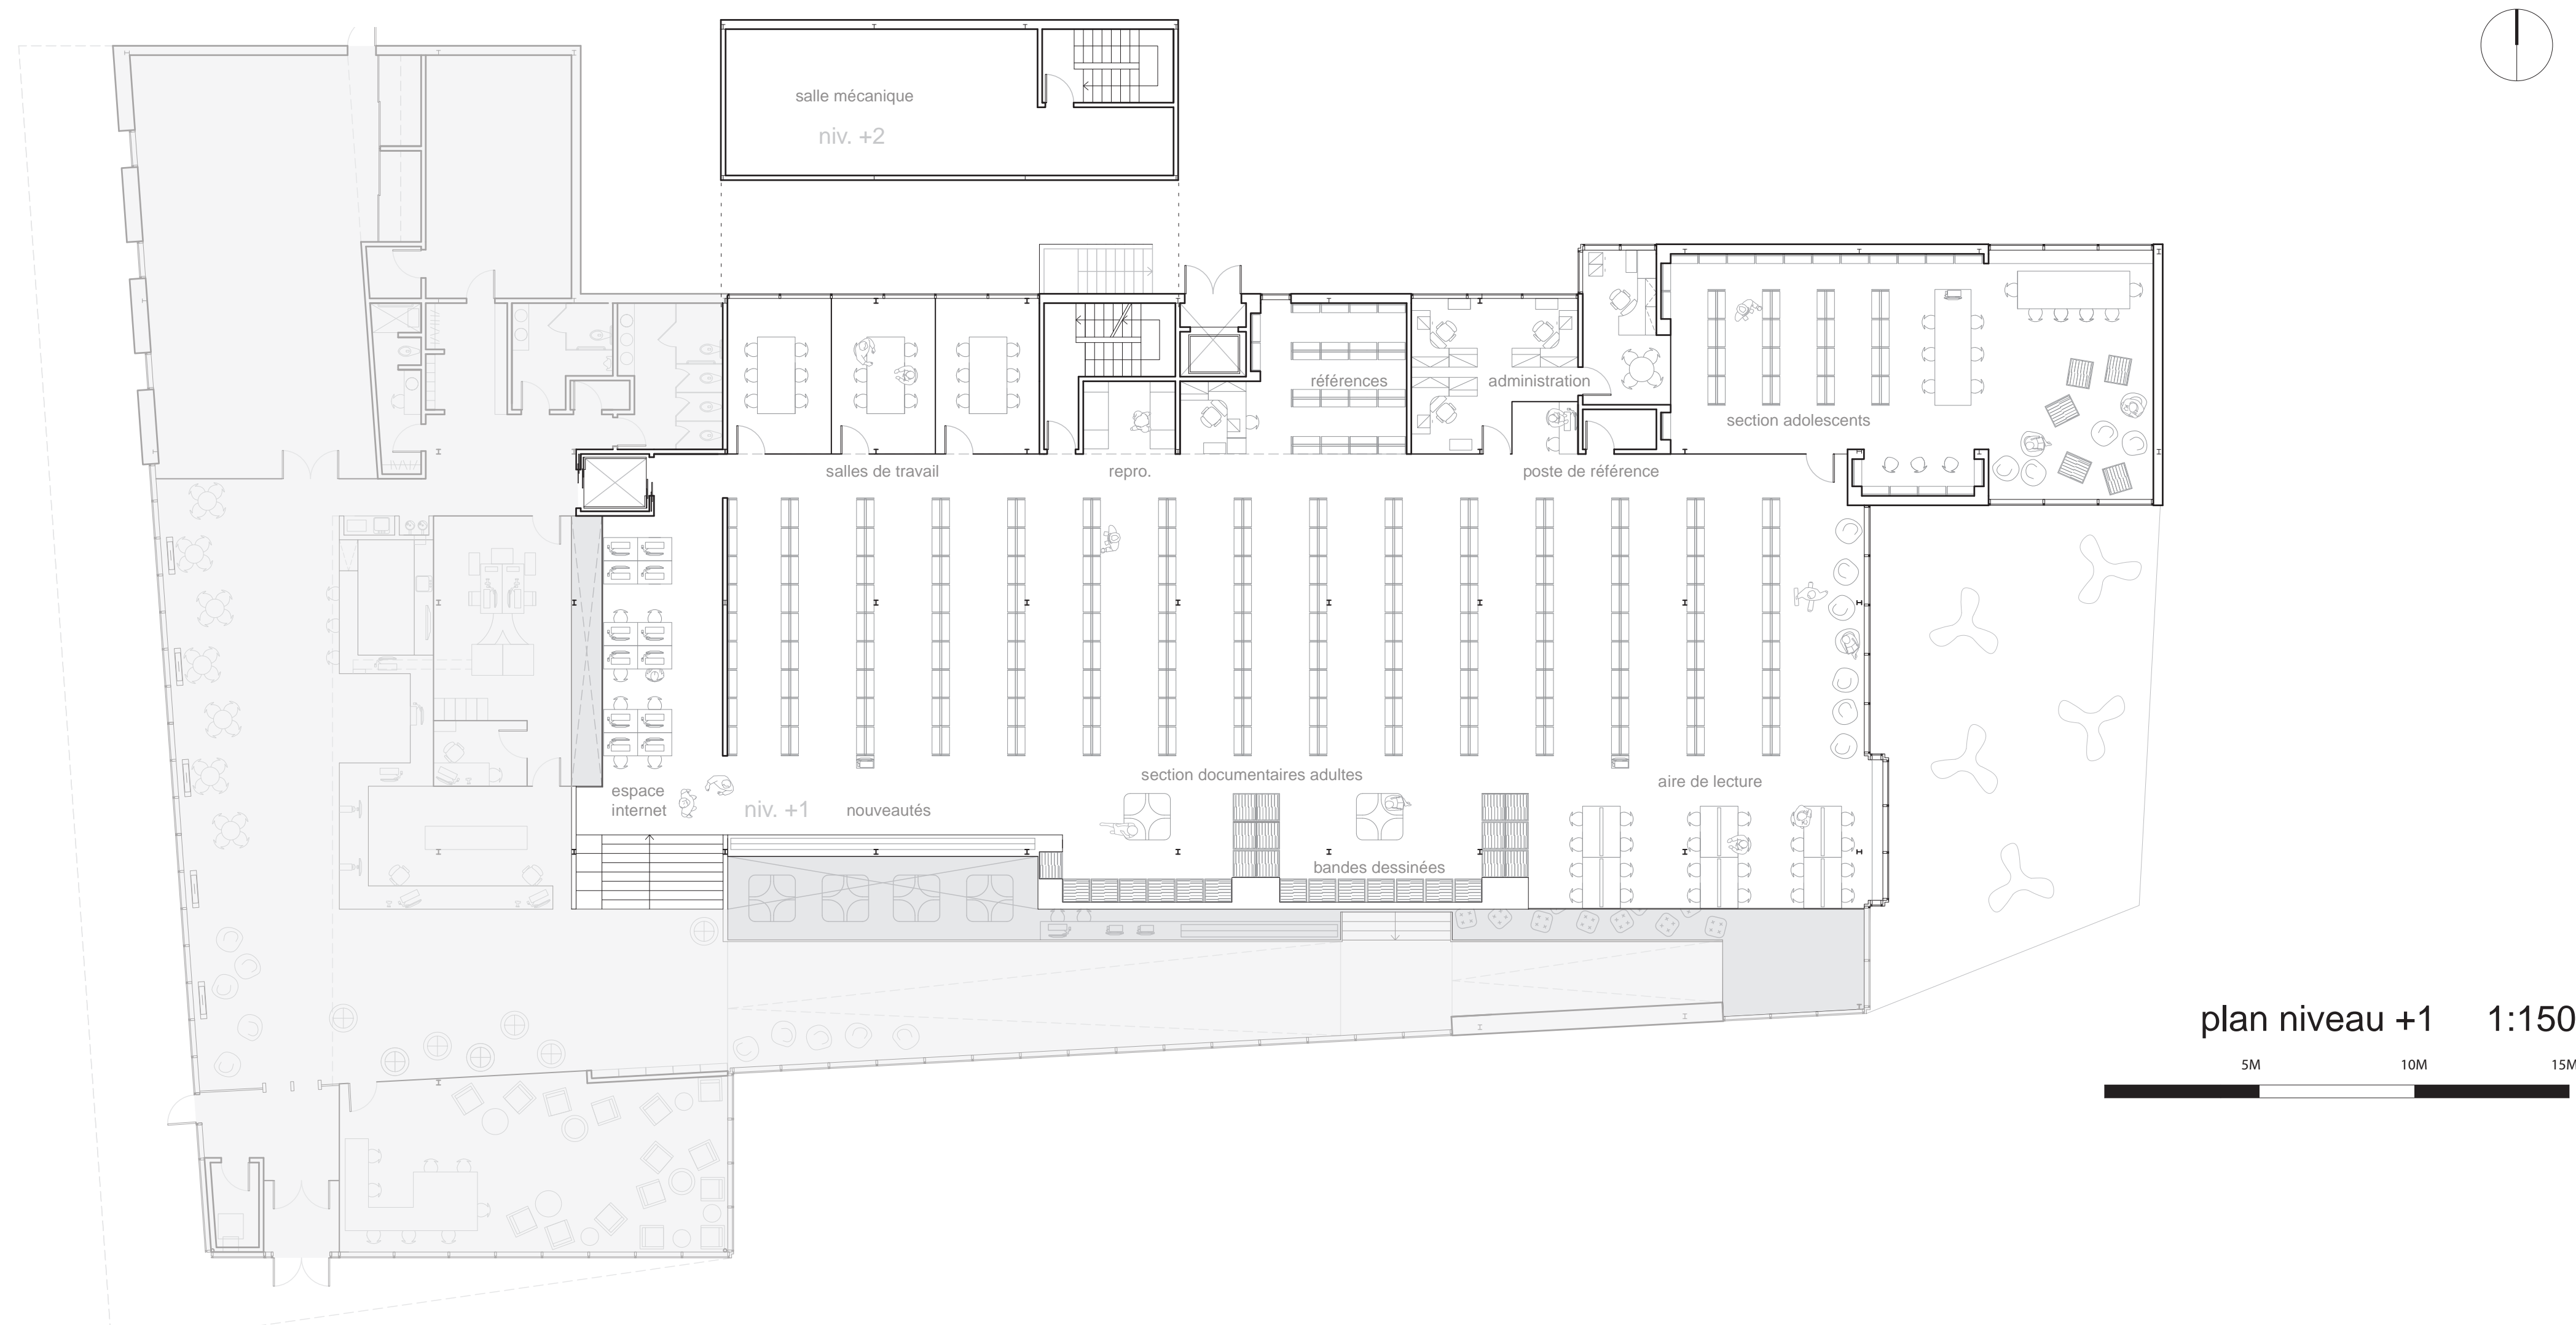 salle mécanique
niv. +2
références
administration
section adolescents
salles de travail
repro.
poste de référence
section documentaires adultes
aire de lecture
espace
internet
niv. +1
nouveautés
bandes dessinées
plan niveau +1 1:150
5M 10M 15M